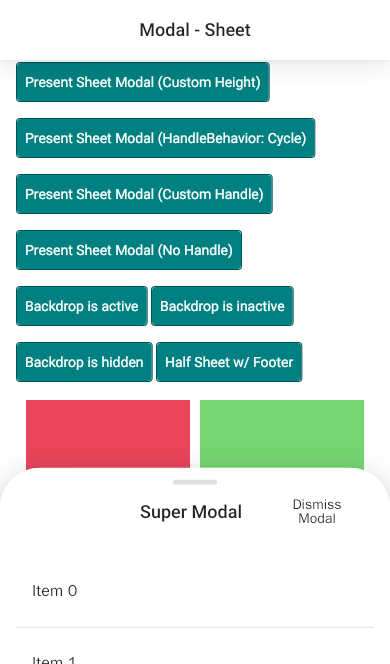 Modal - Sheet
Present Sheet Modal (Custom Height)
Present Sheet Modal (HandleBehavior: Cycle)
Present Sheet Modal (Custom Handle)
Present Sheet Modal (No Handle)
Backdrop is active Backdrop is inactive
Backdrop is hidden Half Sheet w/ Footer
Super Modal
Dismiss
Modal
Item 0
Item 1